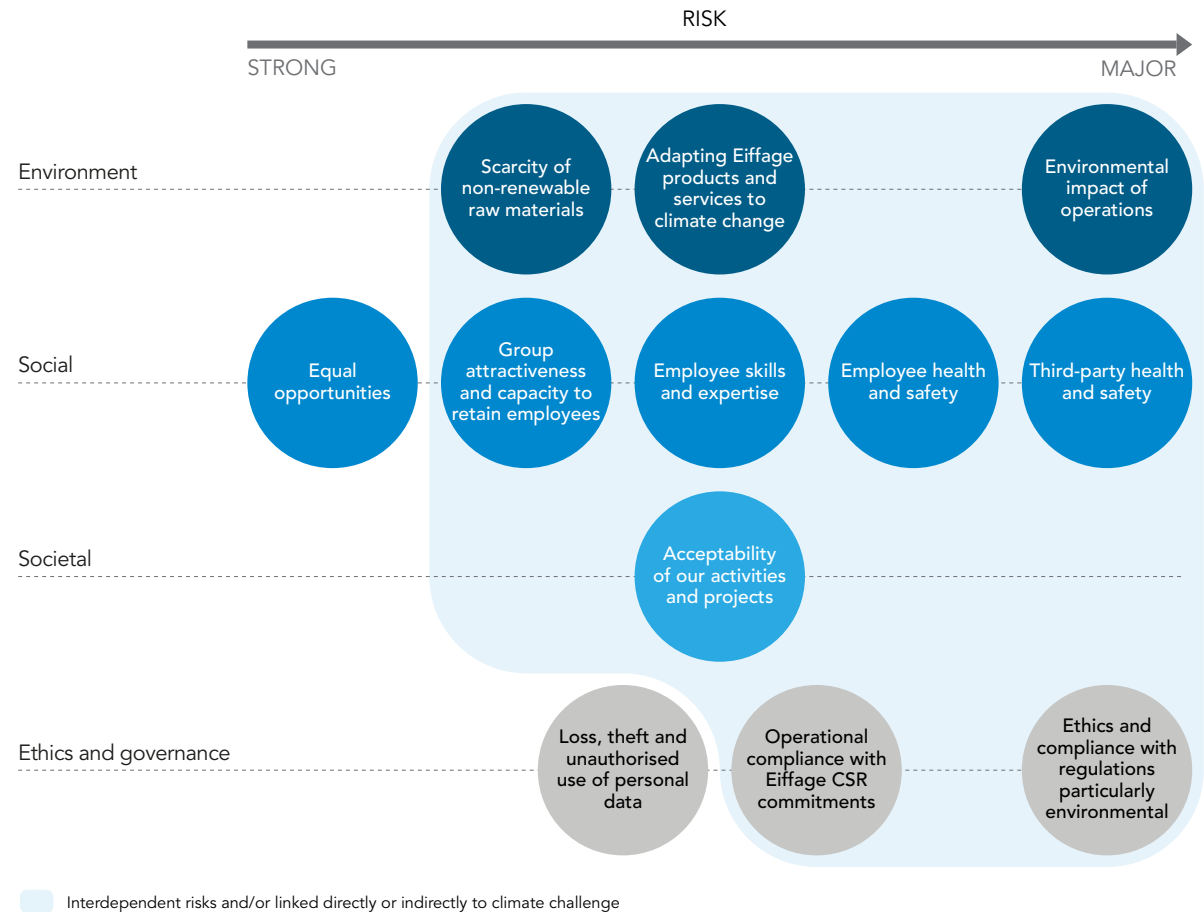 RISK
STRONG
MAJOR
Environment
Scarcity of
non-renewable
raw materials
Adapting Eiffage
products and
services to
climate change
Environmental
impact of
operations
Social
Equal
opportunities
Group
attractiveness
and capacity to
retain employees
Employee skills
and expertise
Employee health
and safety
Third-party health
and safety
Societal
Acceptability
of our activities
and projects
Ethics and governance
Loss, theft and
unauthorised
use of personal
data
Operational
compliance with
Eiffage CSR
commitments
Ethics and
compliance with
regulations
particularly
environmental
Interdependent risks and/or linked directly or indirectly to climate challenge